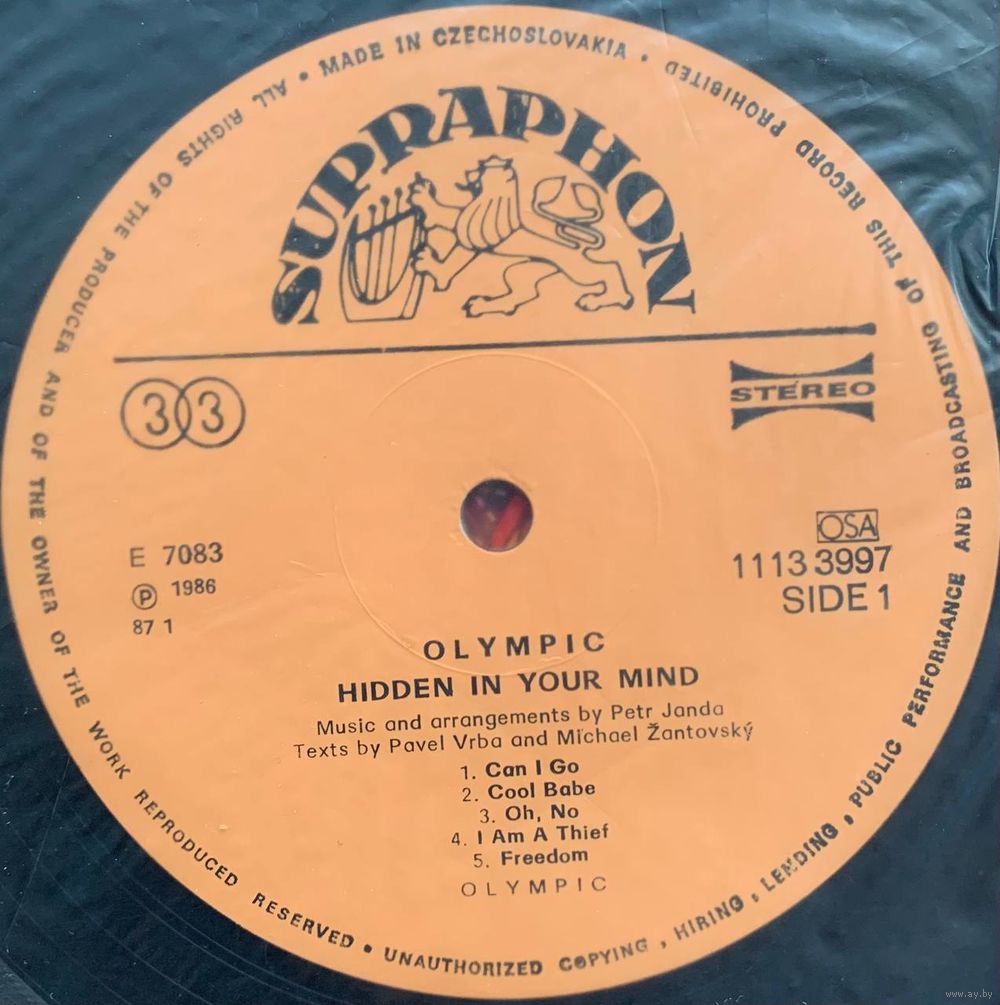 ALL RIGHTS OF THE PRODUCER AND OF THE OWNER OF THE WORK REPRODUCED RESERVED • UNAUTHORIZED COPYING, HIRING, LENDING, PUBLIC PERFORMANCE AND BROADCASTING OF THIS RECORD PROHIBITED • MADE IN CZECHOSLOVAKIA •
SUPRAPHON
33
STEREO
E 7083
Ⓟ 1986
87 1
OSA
1113 3997
SIDE 1
OLYMPIC
HIDDEN IN YOUR MIND
Music and arrangements by Petr Janda
Texts by Pavel Vrba and Michael Žantovský
1. Can I Go
2. Cool Babe
3. Oh, No
4. I Am A Thief
5. Freedom
OLYMPIC
www.ay.by